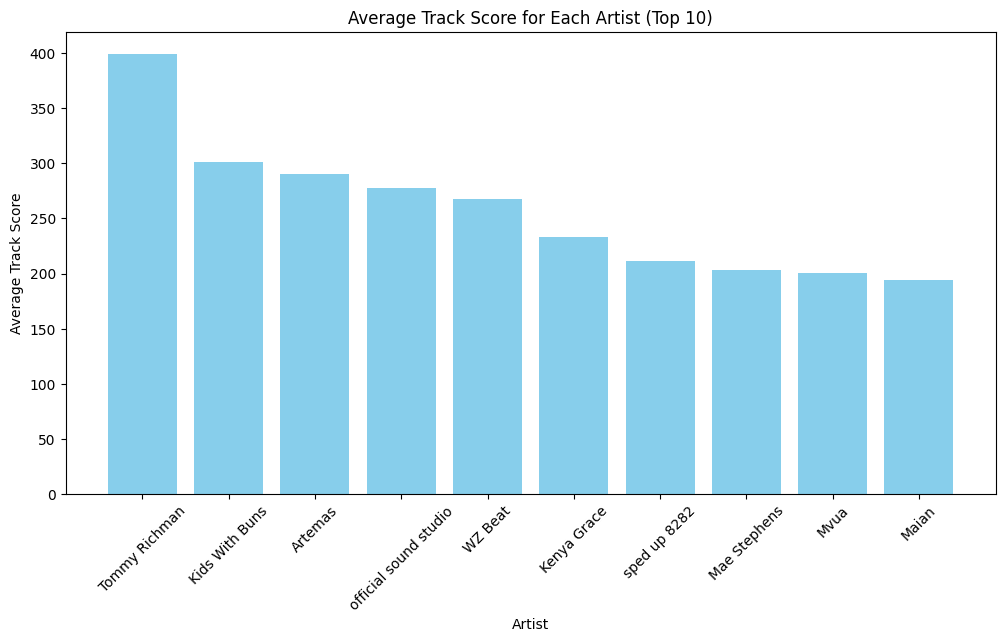 Average Track Score for Each Artist (Top 10)
Average Track Score
400
350
300
250
200
150
100
50
0
Tommy Richman
Kids With Buns
Artemas
official sound studio
WZ Beat
Kenya Grace
sped up 8282
Mae Stephens
Mvua
Maian
Artist